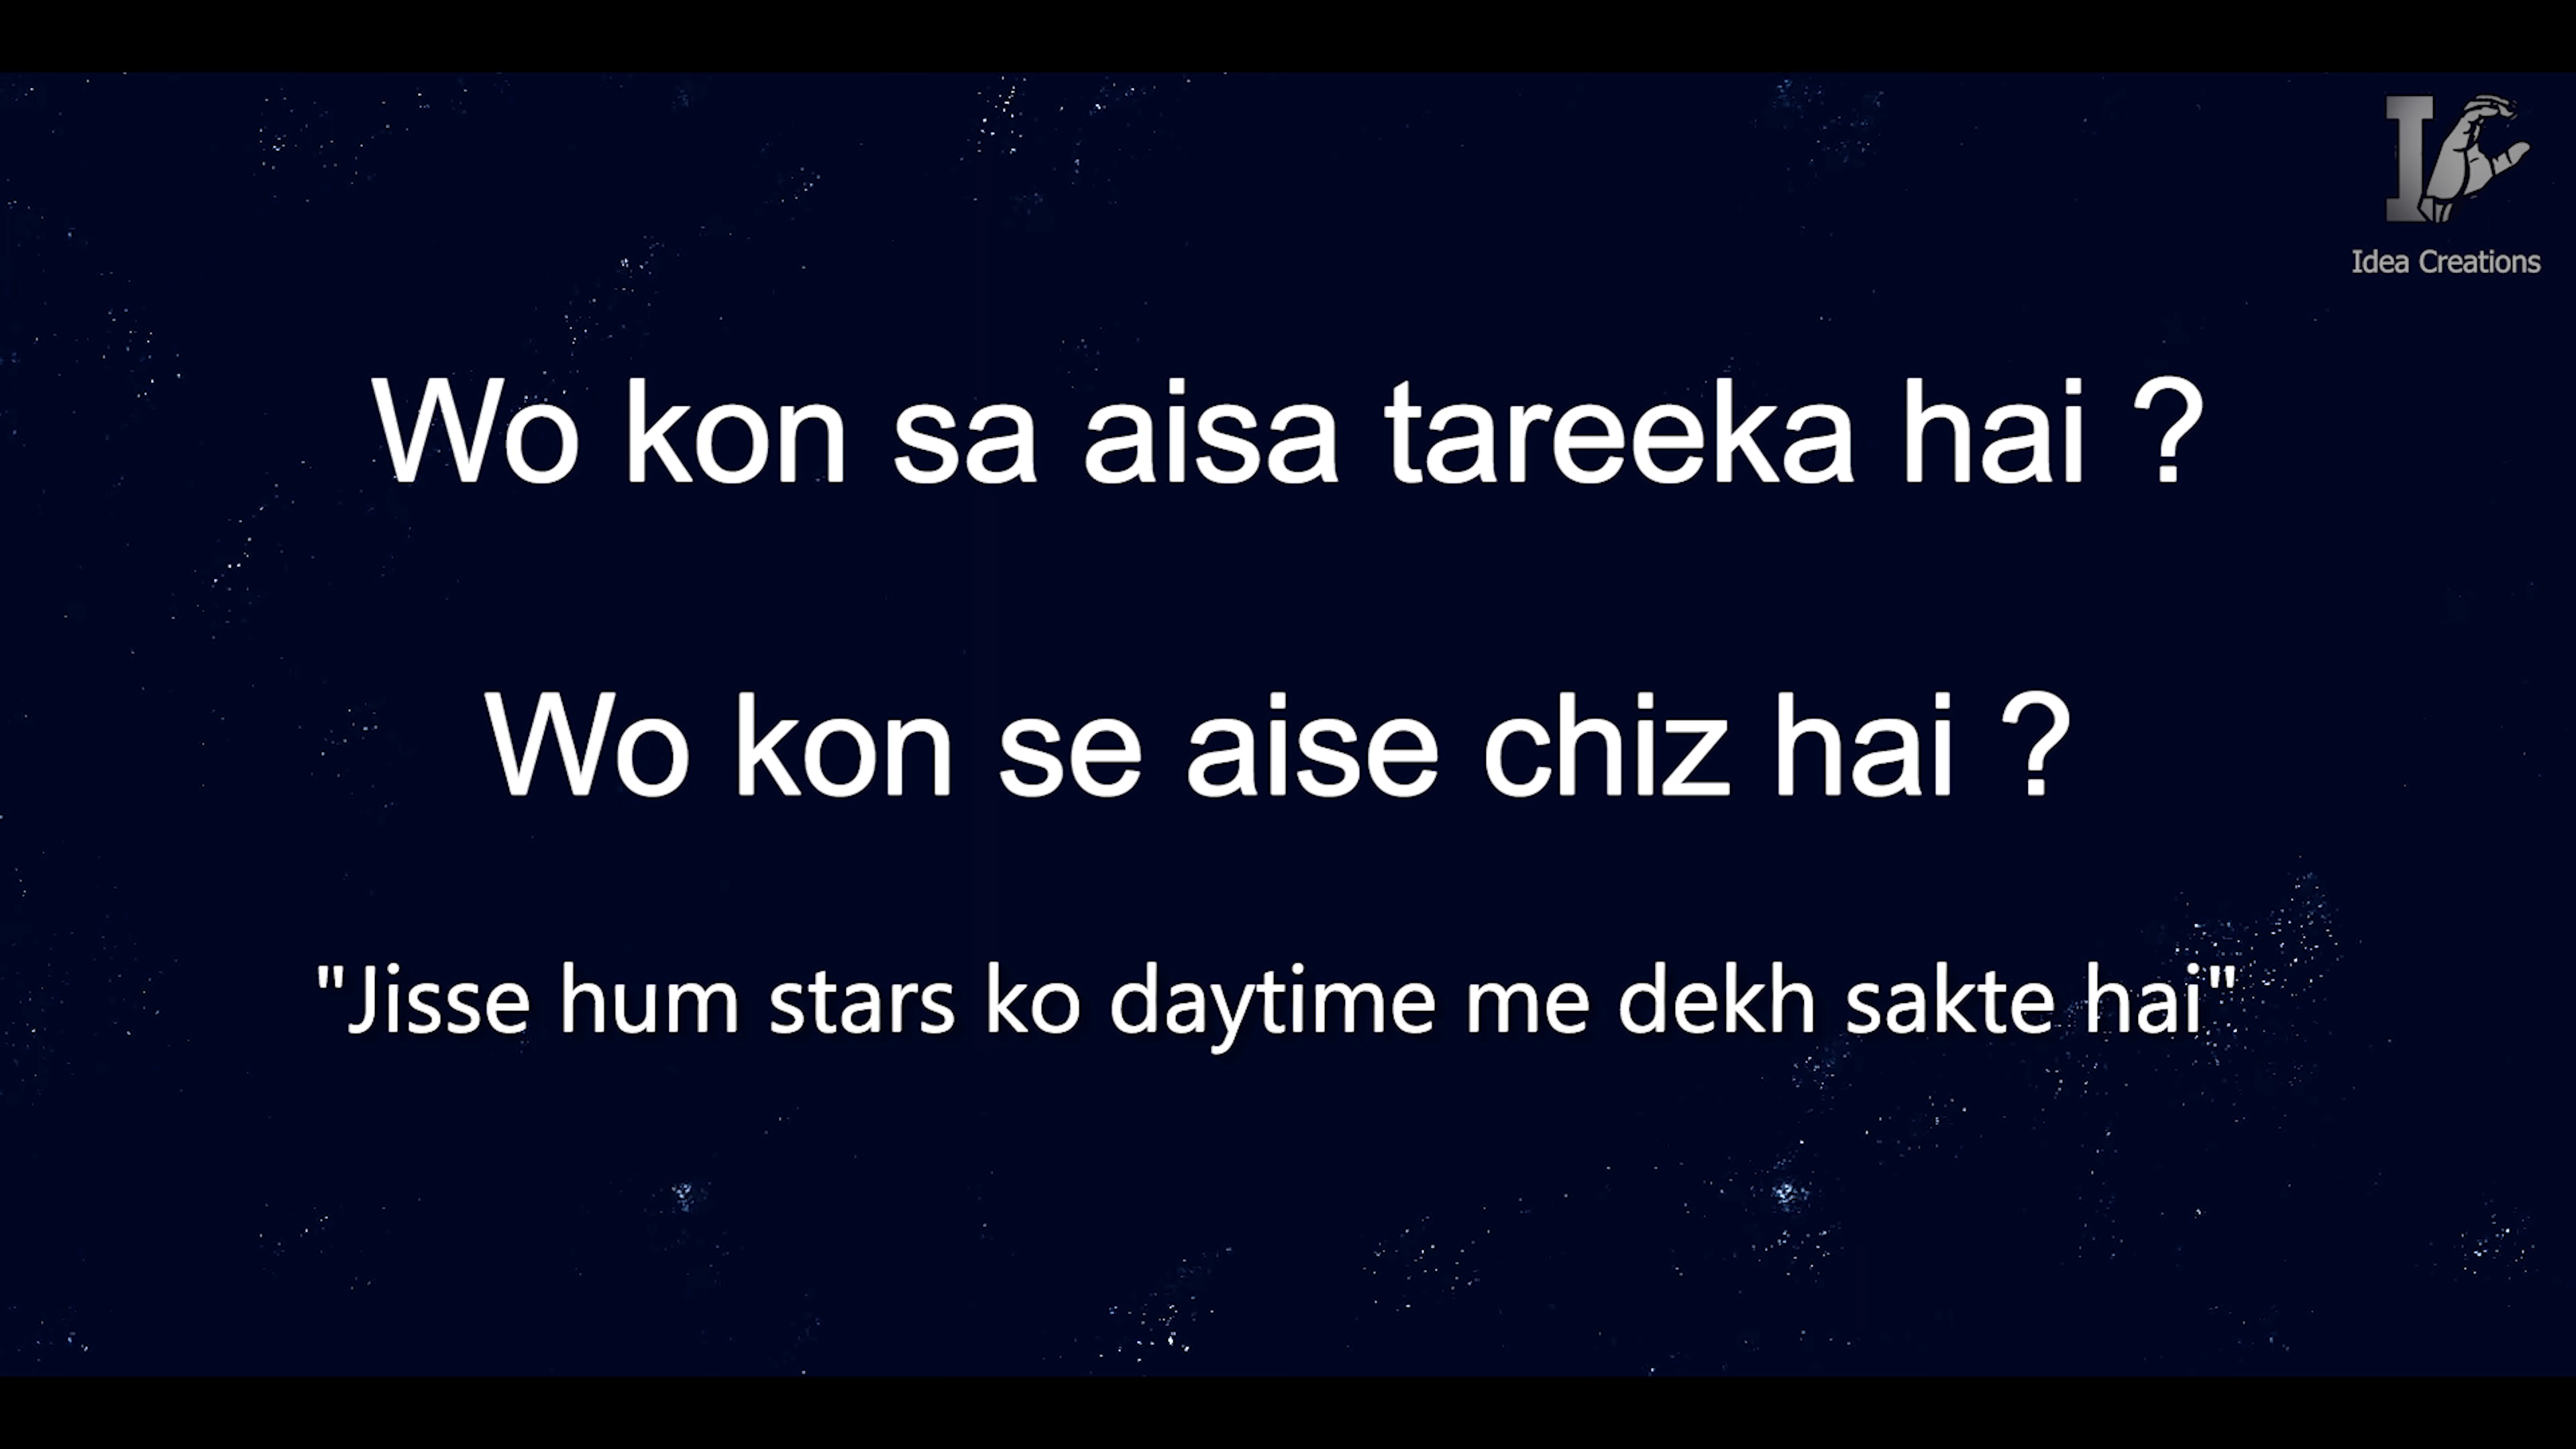 Idea Creations
Wo kon sa aisa tareeka hai ?
Wo kon se aise chiz hai ?
"Jisse hum stars ko daytime me dekh sakte hai"